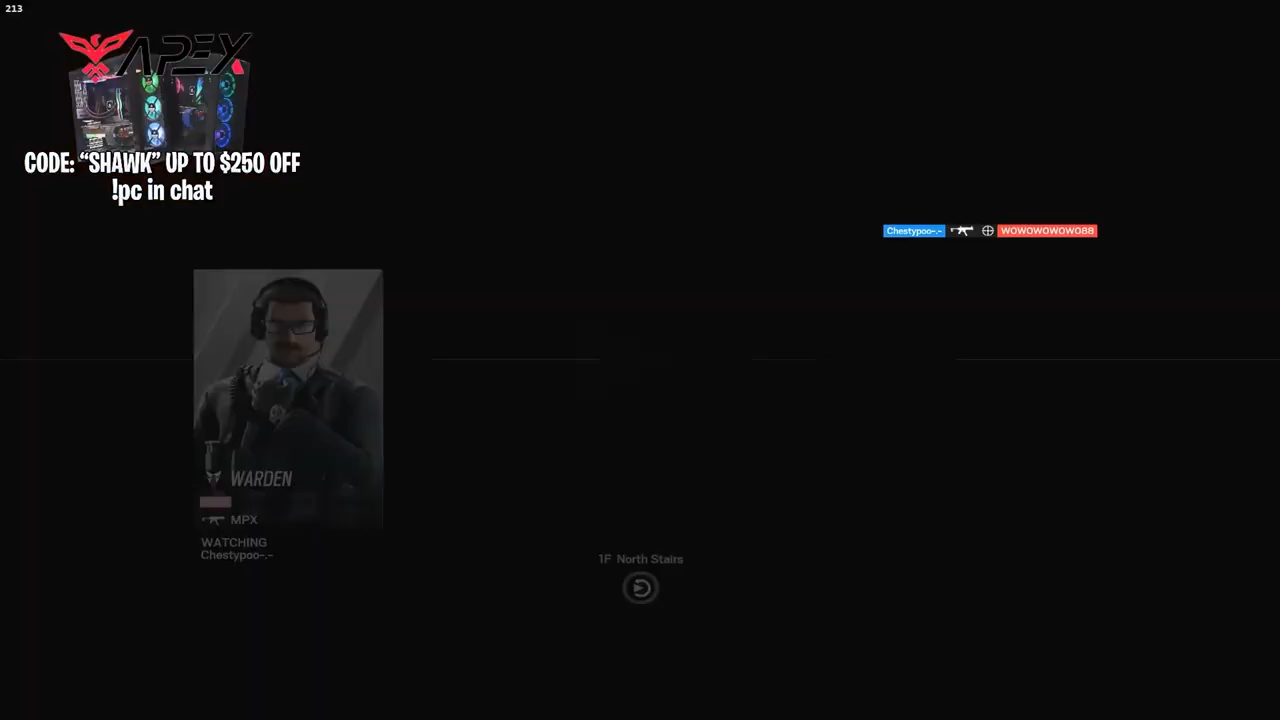 213
APEX
CODE: “SHAWK” UP TO $250 OFF
!pc in chat
Chestypoo-.- WOWOWOWOWO88
WARDEN
MPX
WATCHING
Chestypoo-.-
1F North Stairs